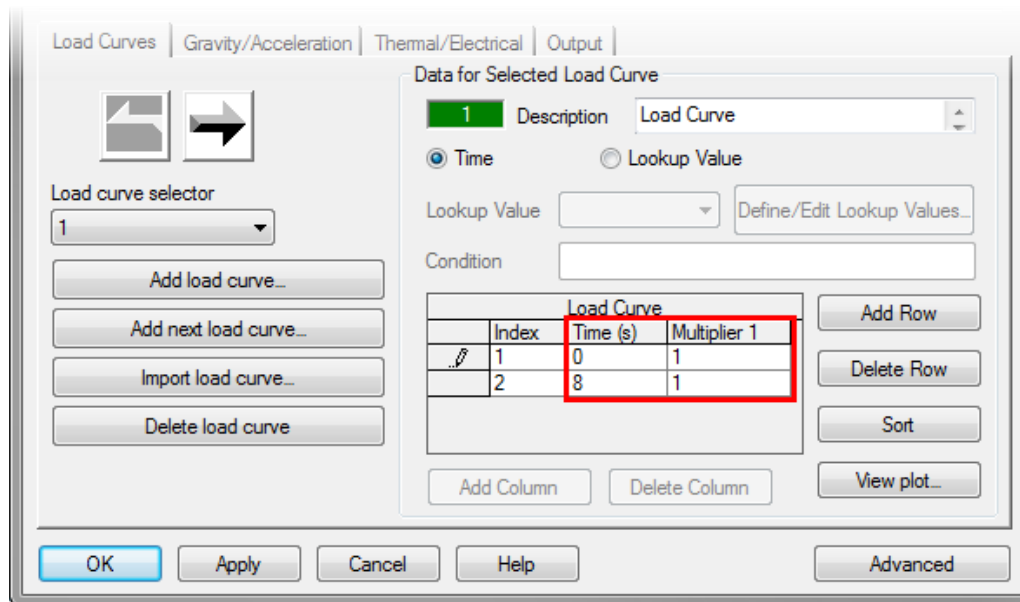 Load Curves Gravity/Acceleration Thermal/Electrical Output
Data for Selected Load Curve
1 Description Load Curve
Time Lookup Value
Load curve selector
1
Lookup Value Define/Edit Lookup Values...
Condition
Add load curve...
Add next load curve...
Import load curve...
Delete load curve
Load Curve
Index Time (s) Multiplier 1
1 0 1
2 8 1
Add Row
Delete Row
Sort
View plot...
Add Column Delete Column
OK Apply Cancel Help Advanced